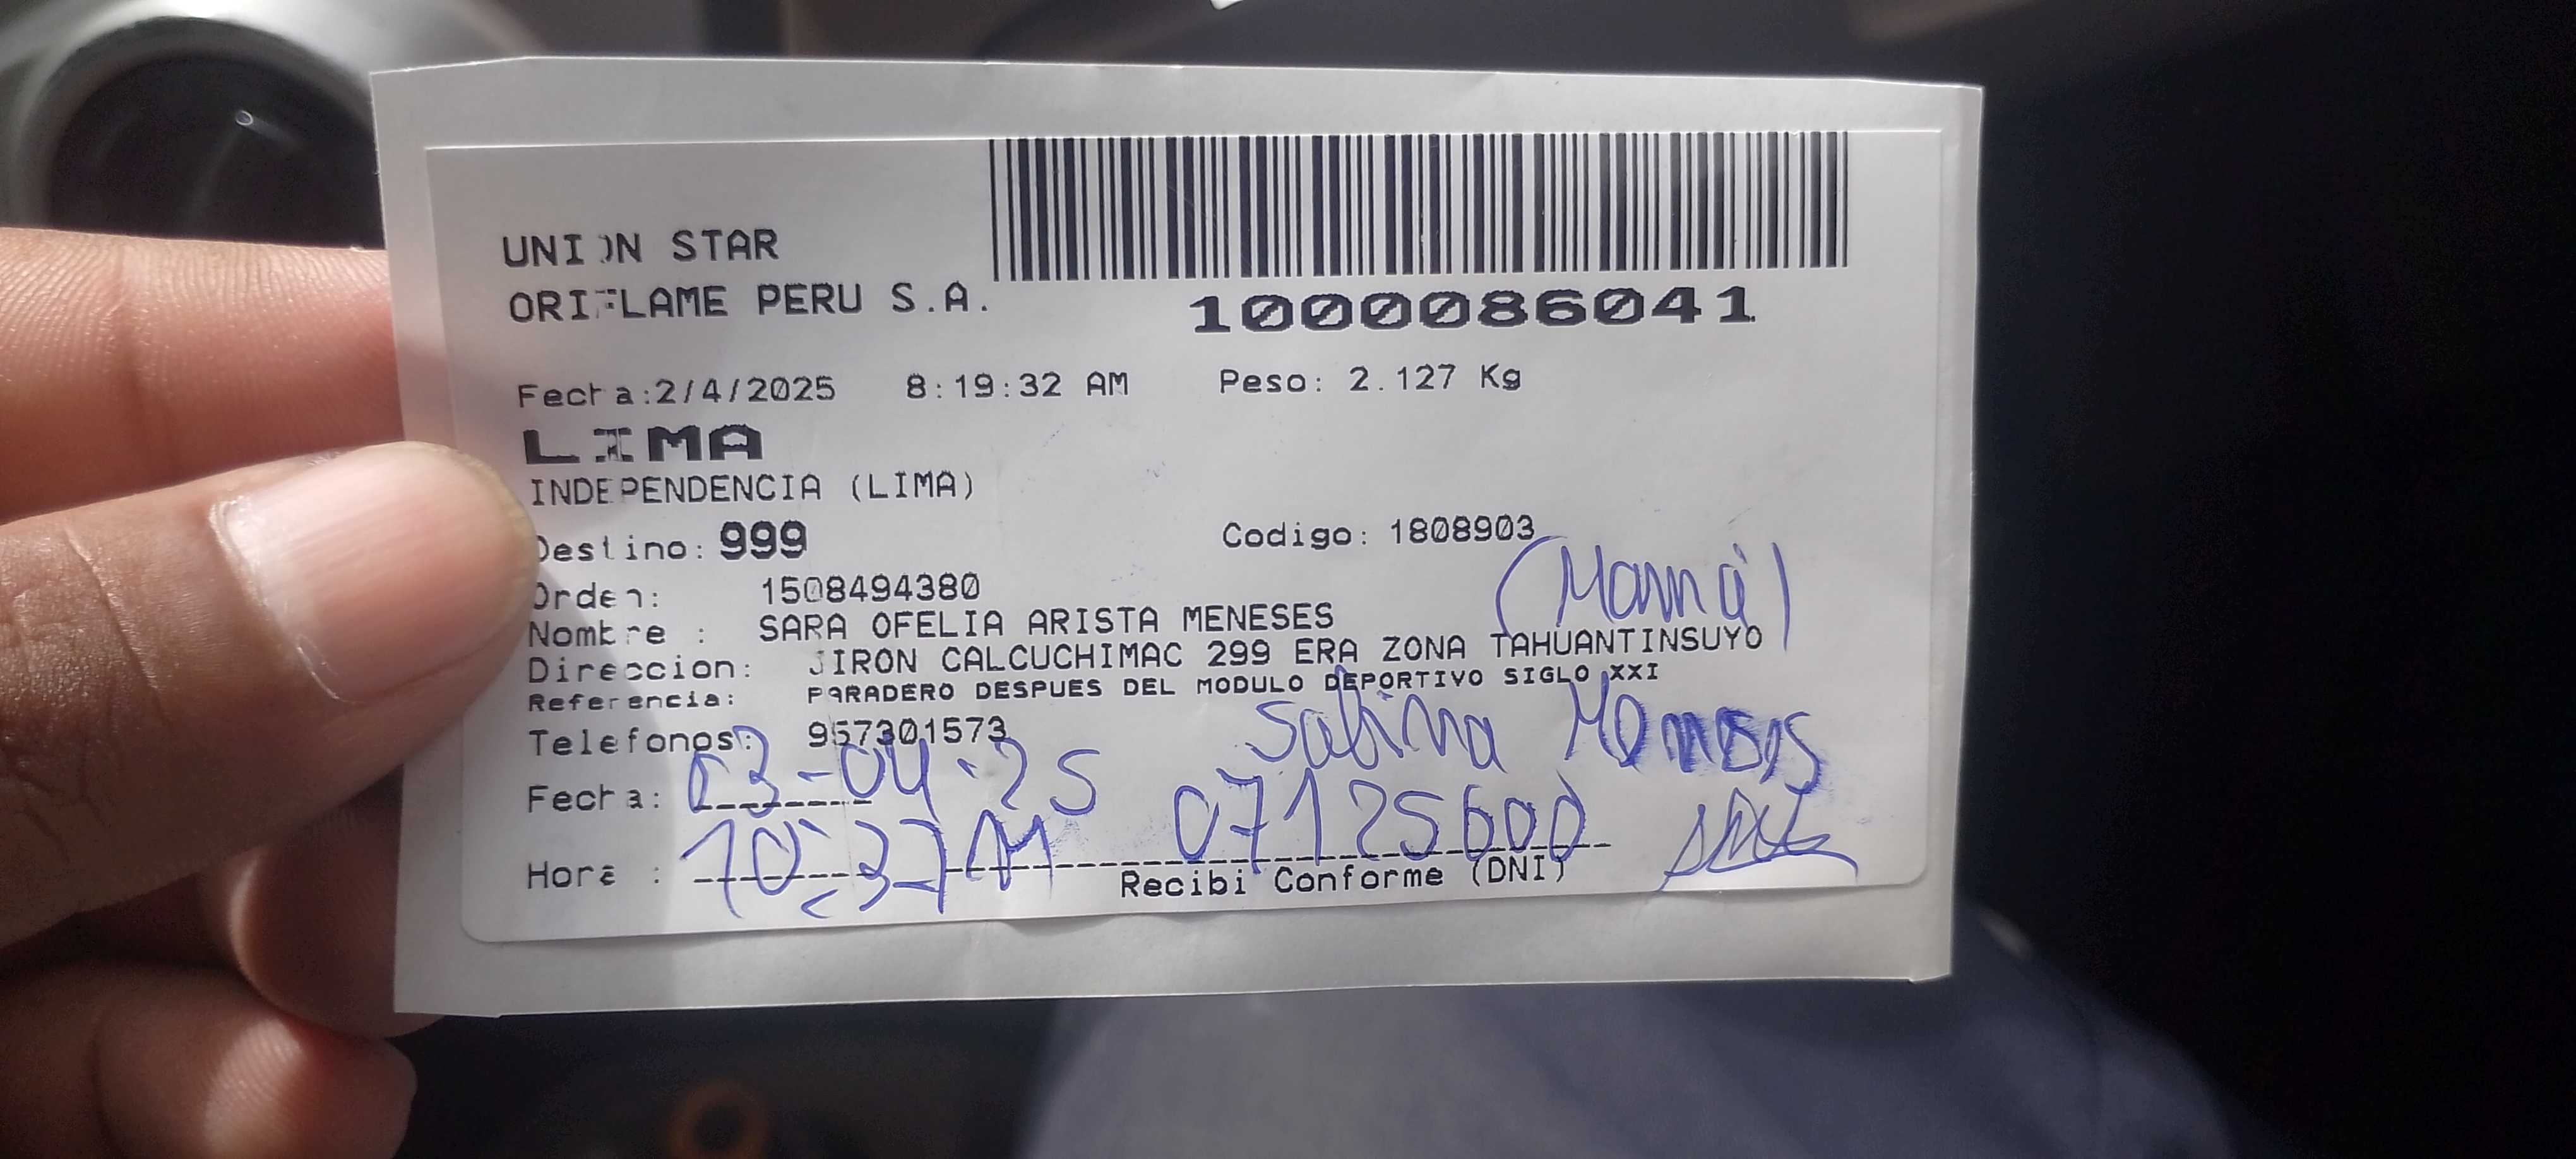 UNION STAR
ORIFLAME PERU S.A.
1000086041
Fecha:2/4/2025 8:19:32 AM Peso: 2.127 Kg
LIMA
INDEPENDENCIA (LIMA)
Destino: 999 Codigo: 1808903
(Mamá)
Orden: 1508494380
Nombre : SARA OFELIA ARISTA MENESES
Direccion: JIRON CALCUCHIMAC 299 ERA ZONA TAHUANTINSUYO
Referencia: PARADERO DESPUES DEL MODULO DEPORTIVO SIGLO XXI
Telefonos: 957301573
Sabina Meneses
Fecha: 03-04-25
07125600
Hora :
Recibi Conforme (DNI)